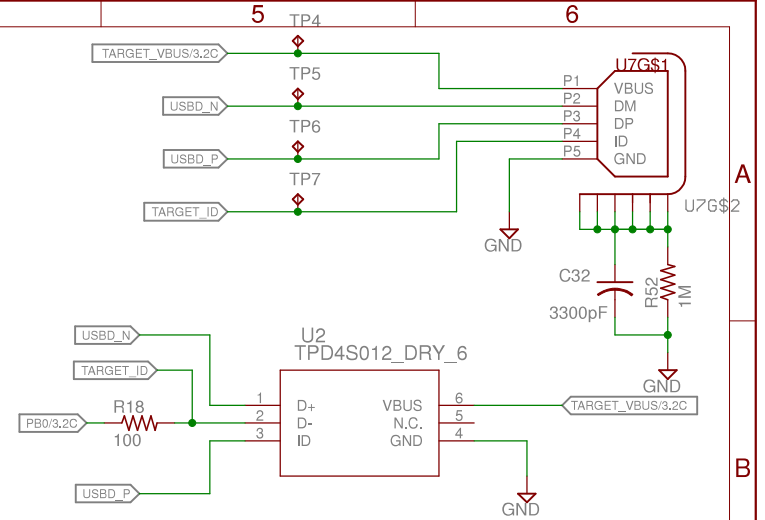 5
6
TP4
TARGET_VBUS/3.2C
TP5
USBD_N
TP6
USBD_P
TP7
TARGET_ID
U7G$1
P1
VBUS
P2
DM
P3
DP
P4
ID
P5
GND
A
U7G$2
GND
C32
3300pF
R52
1M
GND
USBD_N
TARGET_ID
PB0/3.2C
R18
100
USBD_P
U2
TPD4S012_DRY_6
1
D+
2
D-
3
ID
VBUS
6
N.C.
5
GND
4
TARGET_VBUS/3.2C
GND
B